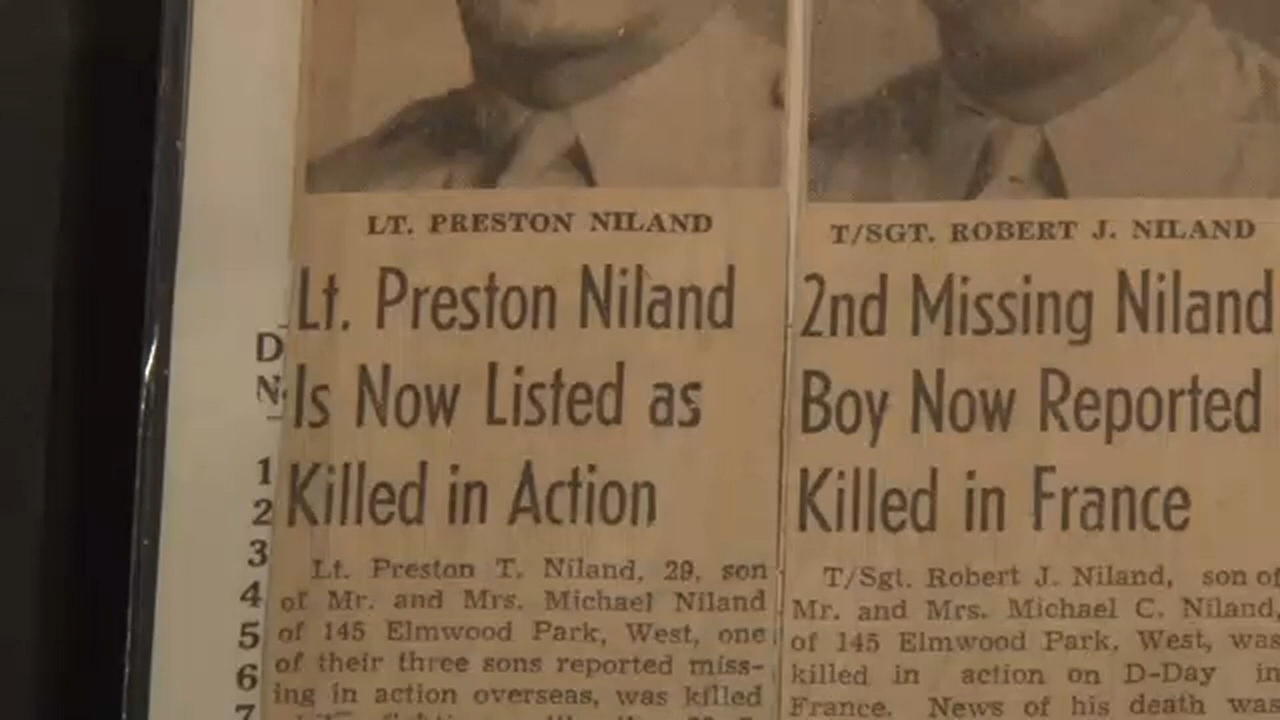 LT. PRESTON NILAND
Lt. Preston Niland
Is Now Listed as
Killed in Action
Lt. Preston T. Niland, 29, son
of Mr. and Mrs. Michael Niland
of 145 Elmwood Park, West, one
of their three sons reported miss-
ing in action overseas, was killed
T/SGT. ROBERT J. NILAND
2nd Missing Niland
Boy Now Reported
Killed in France
T/Sgt. Robert J. Niland, son of
Mr. and Mrs. Michael C. Niland,
of 145 Elmwood Park, West, was
killed in action on D-Day in
France. News of his death was
D
N
1
2
3
4
5
6
7